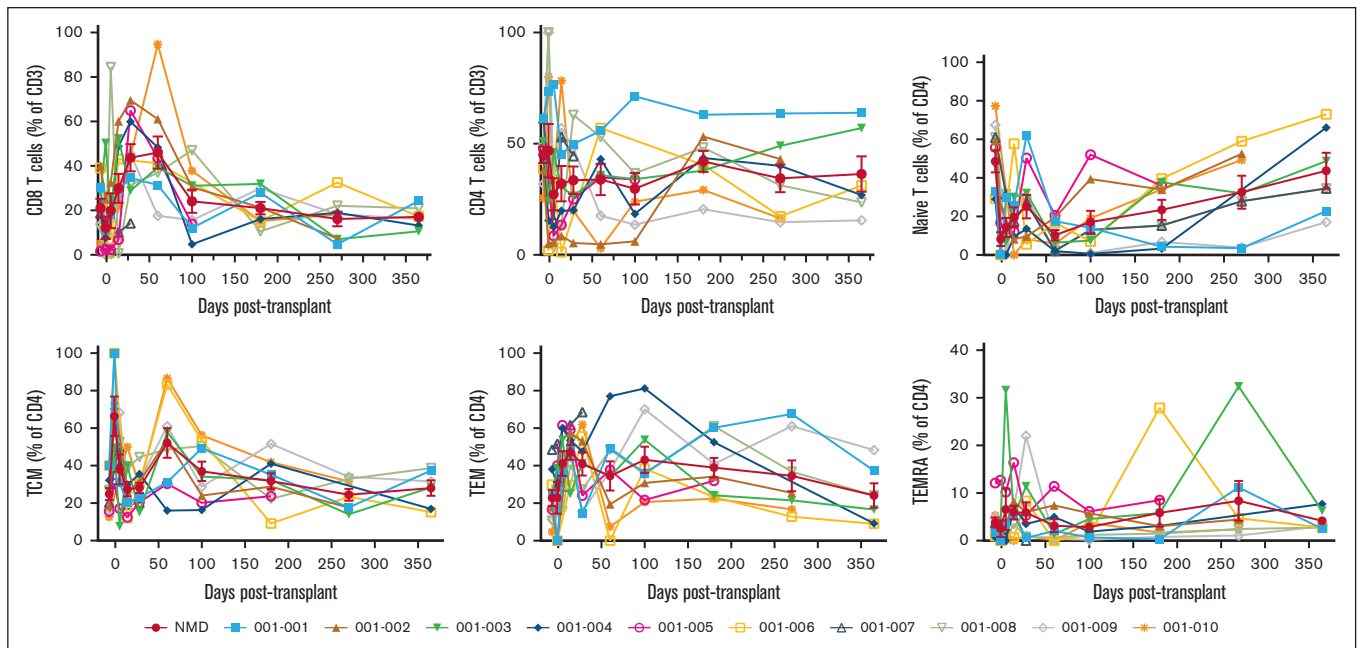 CD8 T cells (% of CD3)
100
80
60
40
20
0
0 50 100 150 200 250 300 350
Days post-transplant
CD4 T cells (% of CD3)
100
50
0
0 50 100 150 200 250 300 350
Days post-transplant
Naive T cells (% of CD4)
100
80
60
40
20
0
0 50 100 150 200 250 300 350
Days post-transplant
TCM (% of CD4)
100
80
60
40
20
0
0 50 100 150 200 250 300 350
Days post-transplant
TEM (% of CD4)
100
80
60
40
20
0
0 50 100 150 200 250 300 350
Days post-transplant
TEMRA (% of CD4)
40
30
20
10
0
0 50 100 150 200 250 300 350
Days post-transplant
NMD 001-001 001-002 001-003 001-004 001-005 001-006 001-007 001-008 001-009 001-010